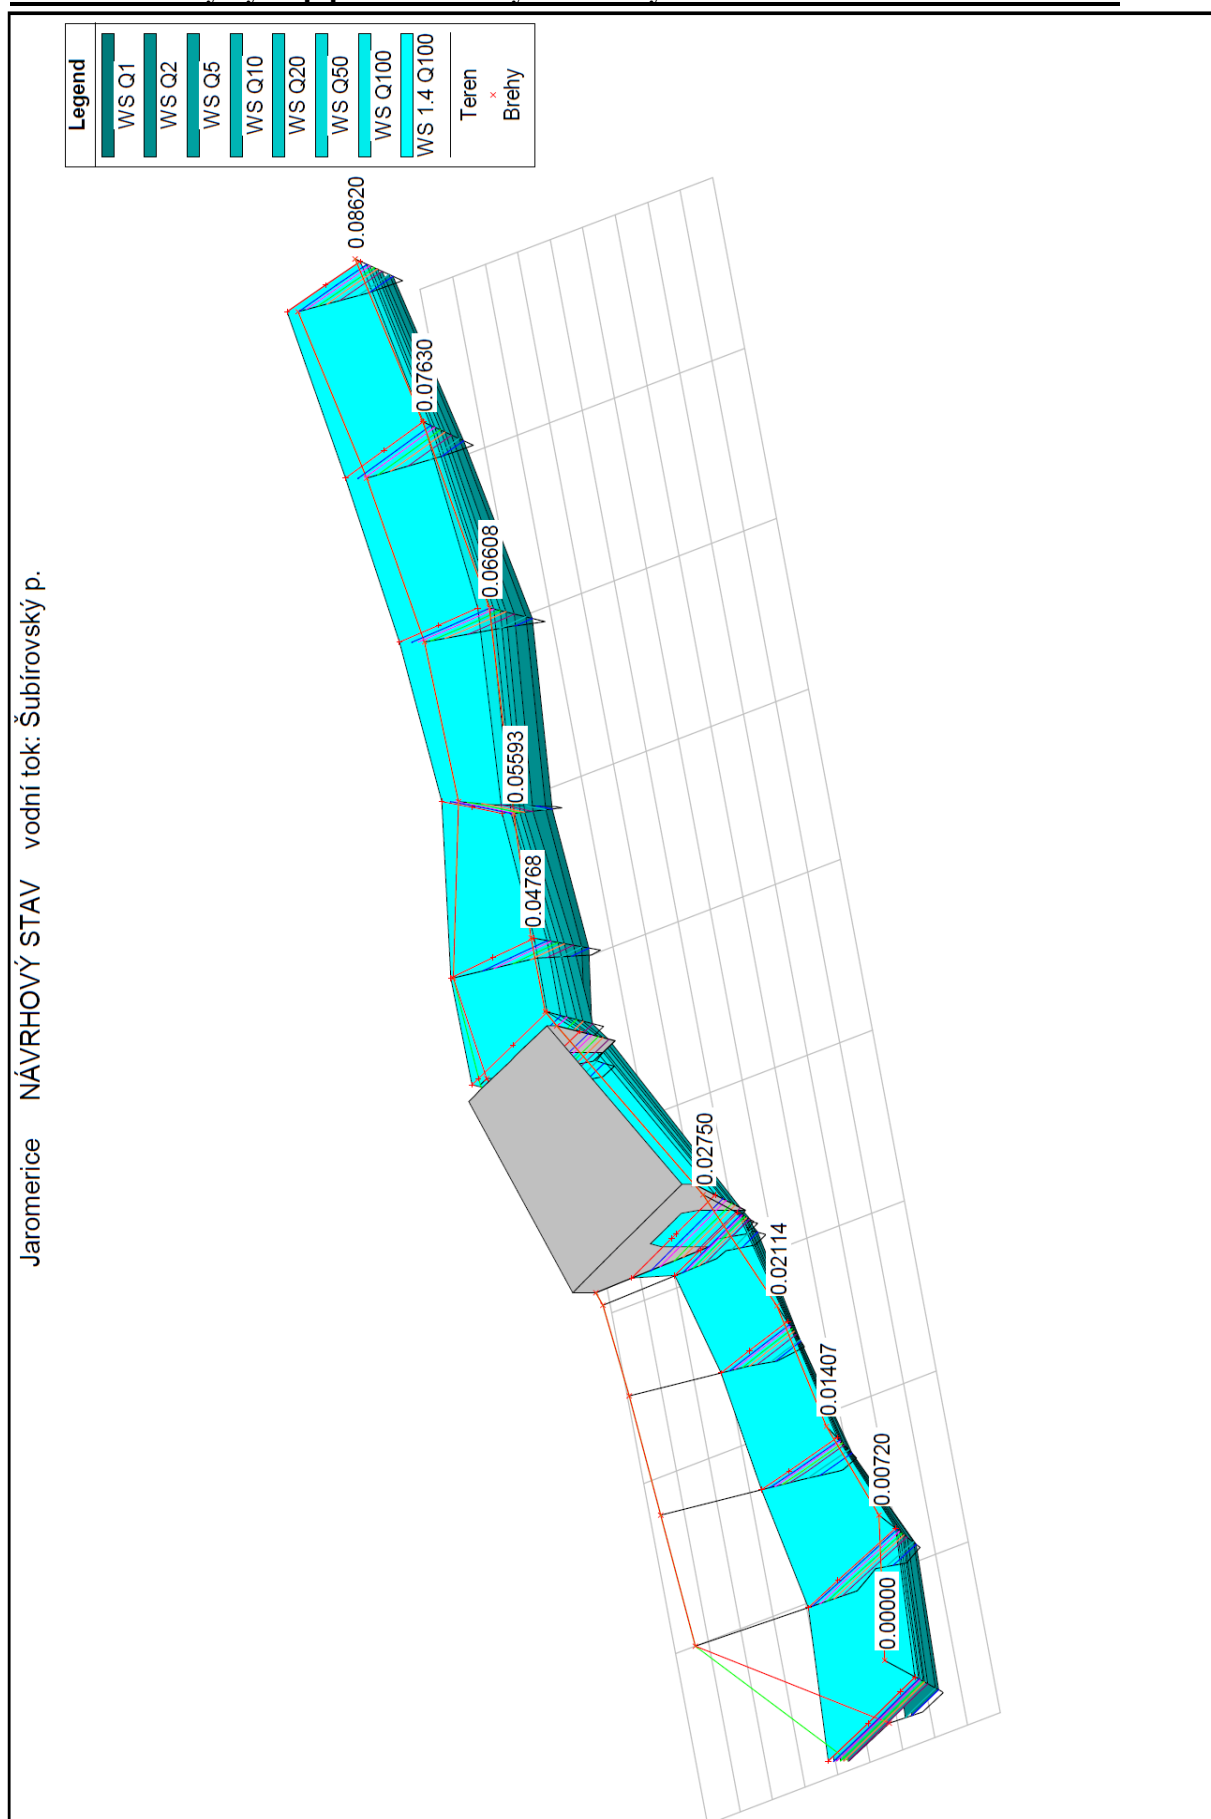 Jaromerice NÁVRHOVÝ STAV vodní tok: Šubírovský p.
Legend
WS Q1
WS Q2
WS Q5
WS Q10
WS Q20
WS Q50
WS Q100
WS 1.4 Q100
Teren
Brehy
0.08620
0.07630
0.06608
0.05593
0.04768
0.02750
0.02114
0.01407
0.00720
0.00000